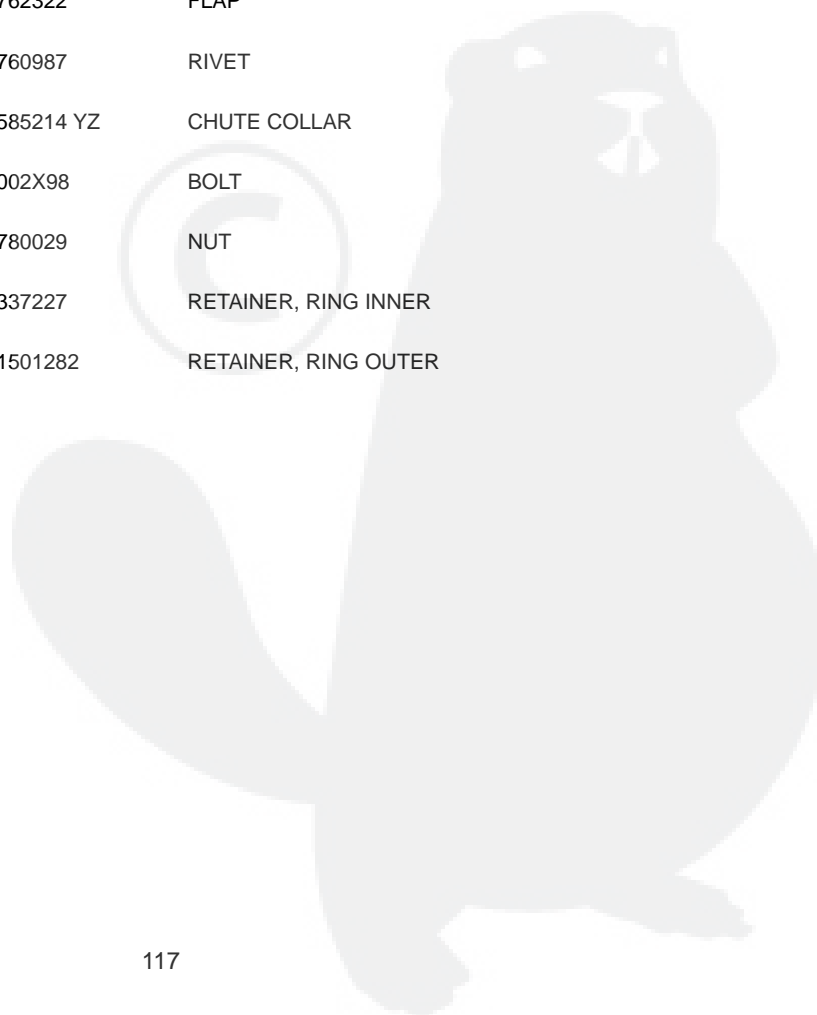 762322 FLAP
760987 RIVET
585214 YZ CHUTE COLLAR
002X98 BOLT
780029 NUT
337227 RETAINER, RING INNER
1501282 RETAINER, RING OUTER
©
117